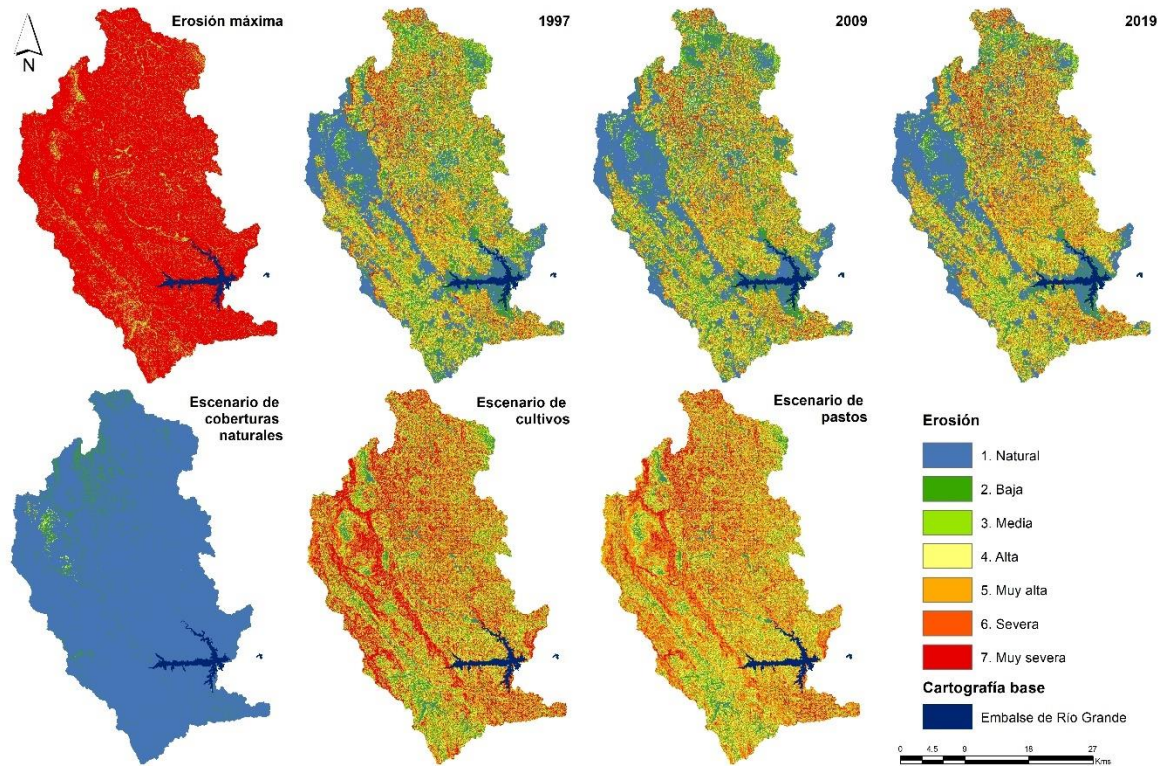 N
Erosión máxima
1997
2009
2019
Escenario de
coberturas
naturales
Escenario de
cultivos
Escenario de
pastos
Erosión
1. Natural
2. Baja
3. Media
4. Alta
5. Muy alta
6. Severa
7. Muy severa
Cartografía base
Embalse de Río Grande
0 4.5 9 18 27
Kms